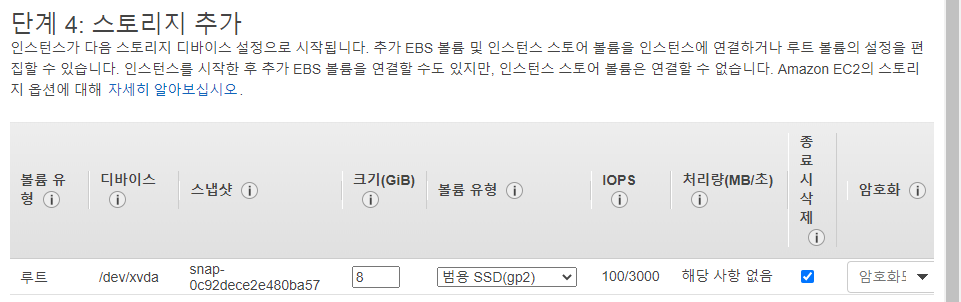 단계 4: 스토리지 추가
인스턴스가 다음 스토리지 디바이스 설정으로 시작됩니다. 추가 EBS 볼륨 및 인스턴스 스토어 볼륨을 인스턴스에 연결하거나 루트 볼륨의 설정을 편
집할 수 있습니다. 인스턴스를 시작한 후 추가 EBS 볼륨을 연결할 수도 있지만, 인스턴스 스토어 볼륨은 연결할 수 없습니다. Amazon EC2의 스토리
지 옵션에 대해 자세히 알아보십시오.
볼륨 유
형 i
디바이스
i
스냅샷 i
크기(GiB)
i
볼륨 유형 i
IOPS
i
처리량(MB/초)
i
종
료
시
삭
제
i
암호화 i
루트
/dev/xvda
snap-
0c92dece2e480ba57
8
범용 SSD(gp2)
100/3000
해당 사항 없음